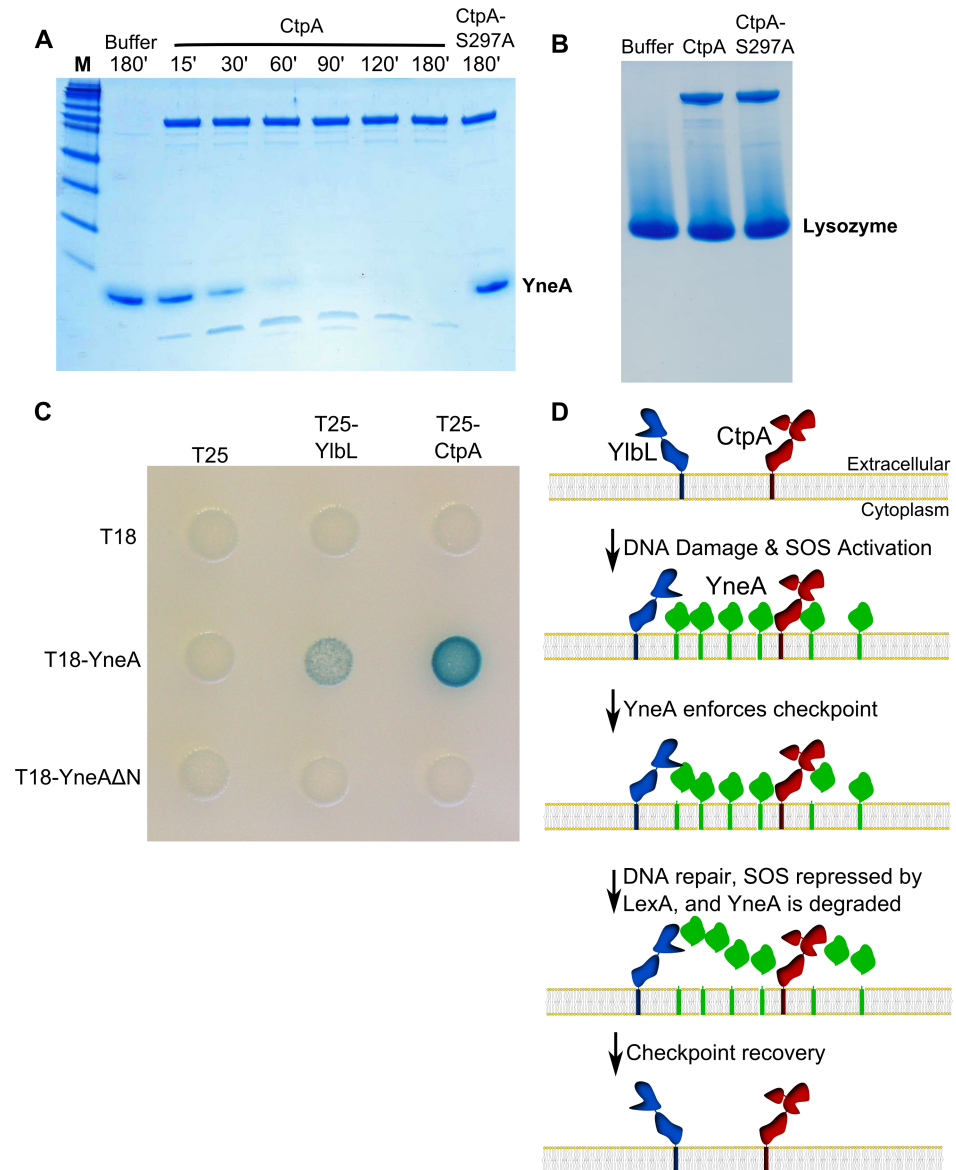 A
CtpA
CtpA-
S297A
Buffer
M 180' 15' 30' 60' 90' 120' 180' 180'
YneA
B
Buffer CtpA CtpA-
S297A
Lysozyme
C
T25 T25-
YlbL T25-
CtpA
T18
T18-YneA
T18-YneAΔN
D
YlbL CtpA
Extracellular
Cytoplasm
DNA Damage & SOS Activation
YneA
YneA enforces checkpoint
DNA repair, SOS repressed by
LexA, and YneA is degraded
Checkpoint recovery